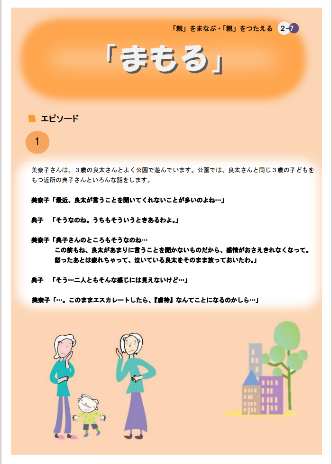 「親」をまなぶ・「親」をつたえる 2-7
「まもる」
エピソード
1
美奈子さんは、3歳の良太さんとよく公園で遊んでいます。公園では、良太さんと同じ3歳の子どもを
もつ近所の典子さんといろんな話をします。
美奈子「最近、良太が言うことを聞いてくれないことが多いのよね…」
典子 「そうなのね。うちもそういうときあるわよ。」
美奈子「典子さんのところもそうなのね…
この前もね、良太があまりに言うことを聞かないものだから、感情がおさえきれなくなって。
怒ったあとは疲れちゃって、泣いている良太をそのまま放っておいたわ。」
典子 「そう…二人ともそんな感じには見えないけど…」
美奈子「…。このままエスカレートしたら、『虐待』なんてことになるのかしら…」